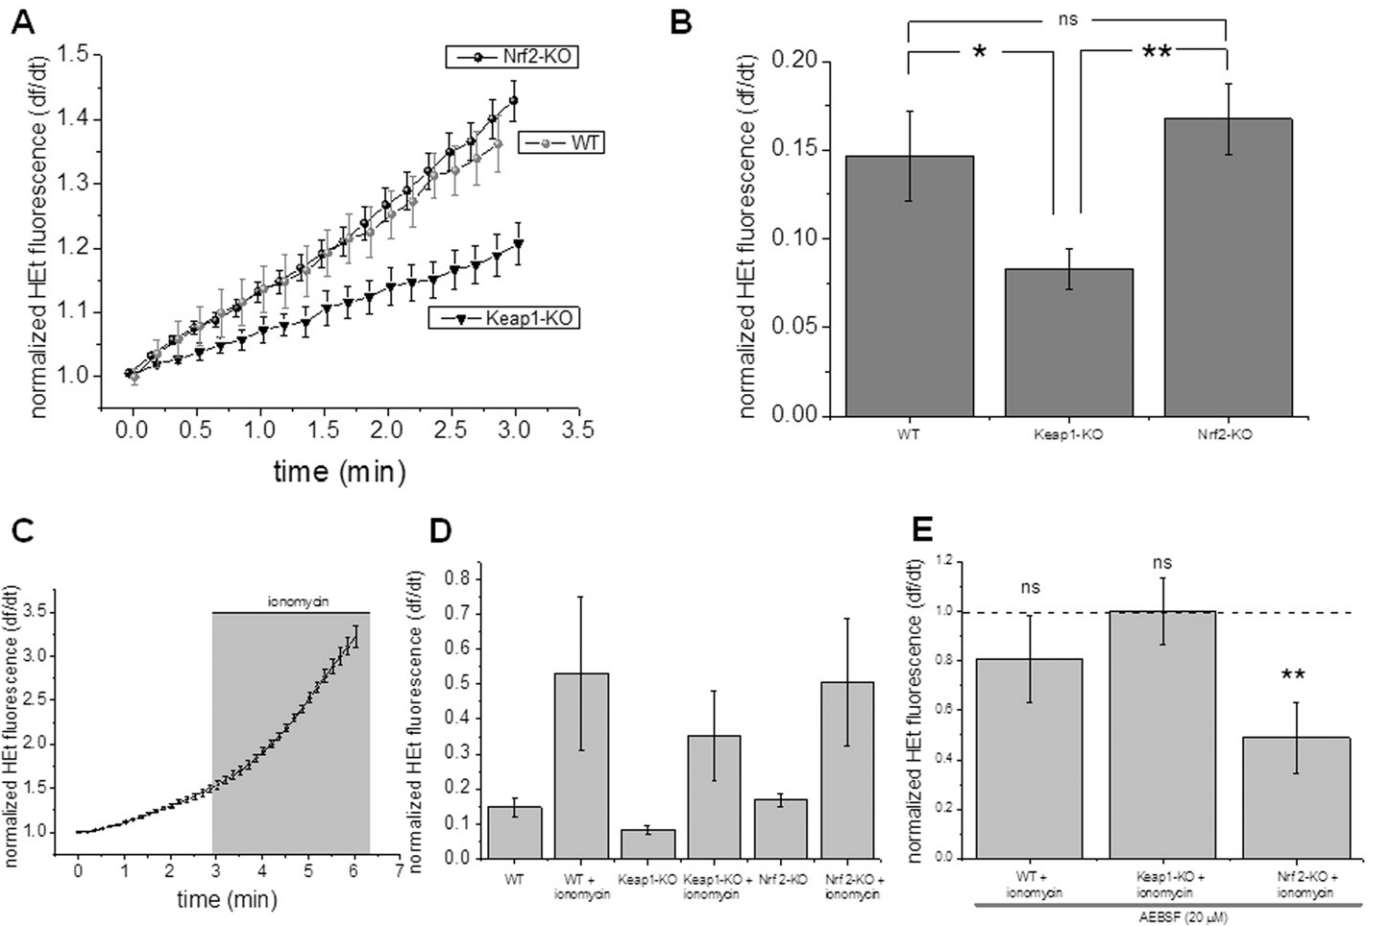 A
normalized HEt fluorescence (df/dt)
1.5
1.4
1.3
1.2
1.1
1.0
Nrf2-KO
WT
Keap1-KO
0.0 0.5 1.0 1.5 2.0 2.5 3.0 3.5
time (min)
B
normalized HEt fluorescence (df/dt)
ns
* **
0.20
0.15
0.10
0.05
0.00
WT Keap1-KO Nrf2-KO
C
normalized HEt fluorescence (df/dt)
ionomycin
3.5
3.0
2.5
2.0
1.5
1.0
0 1 2 3 4 5 6 7
time (min)
D
normalized HEt fluorescence (df/dt)
0.8
0.7
0.6
0.5
0.4
0.3
0.2
0.1
0.0
WT WT + Keap1-KO Keap1-KO + Nrf2-KO Nrf2-KO +
ionomycin ionomycin ionomycin
E
normalized HEt fluorescence (df/dt)
1.2
1.0
0.8
0.6
0.4
0.2
0.0
ns ns **
WT + Keap1-KO + Nrf2-KO +
ionomycin ionomycin ionomycin
AEBSF (20 μM)